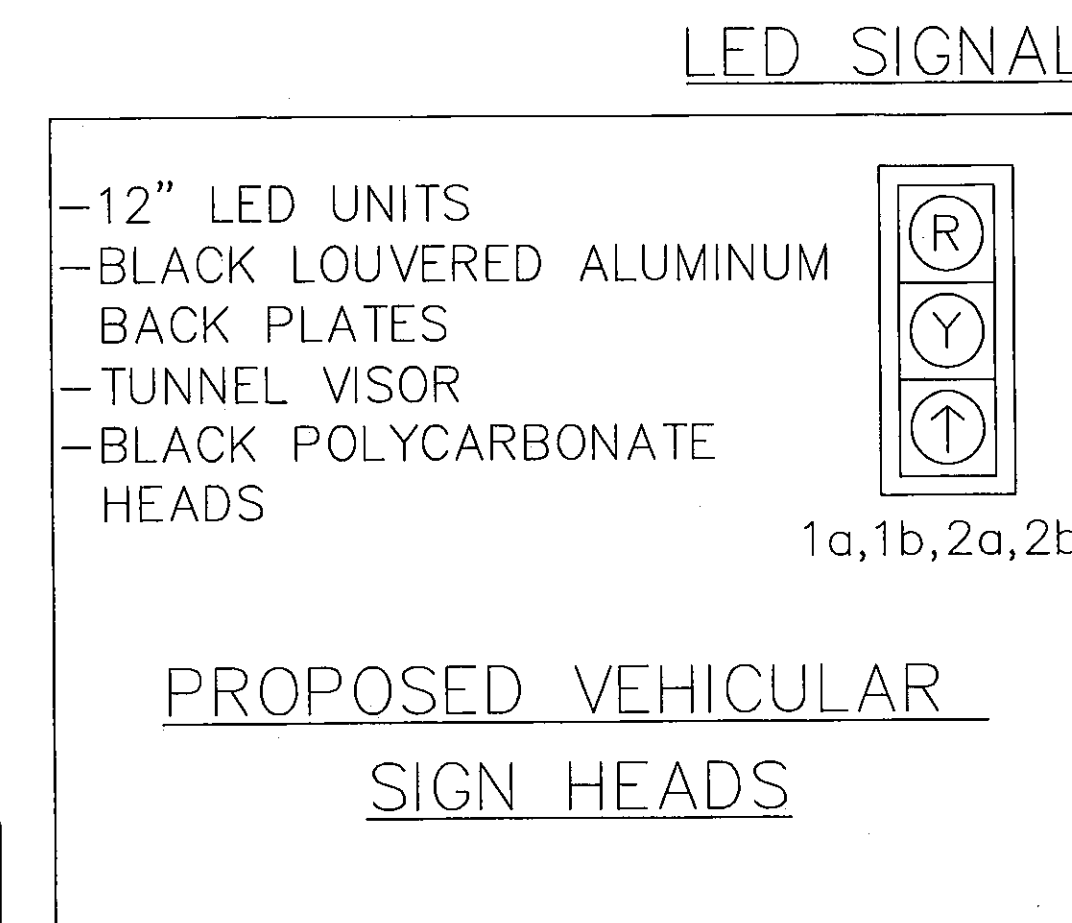 LED SIGNAL
-12" LED UNITS
-BLACK LOUVERED ALUMINUM
BACK PLATES
-TUNNEL VISOR
-BLACK POLYCARBONATE
HEADS
R
Y
↑
1a,1b,2a,2b
PROPOSED VEHICULAR
SIGN HEADS